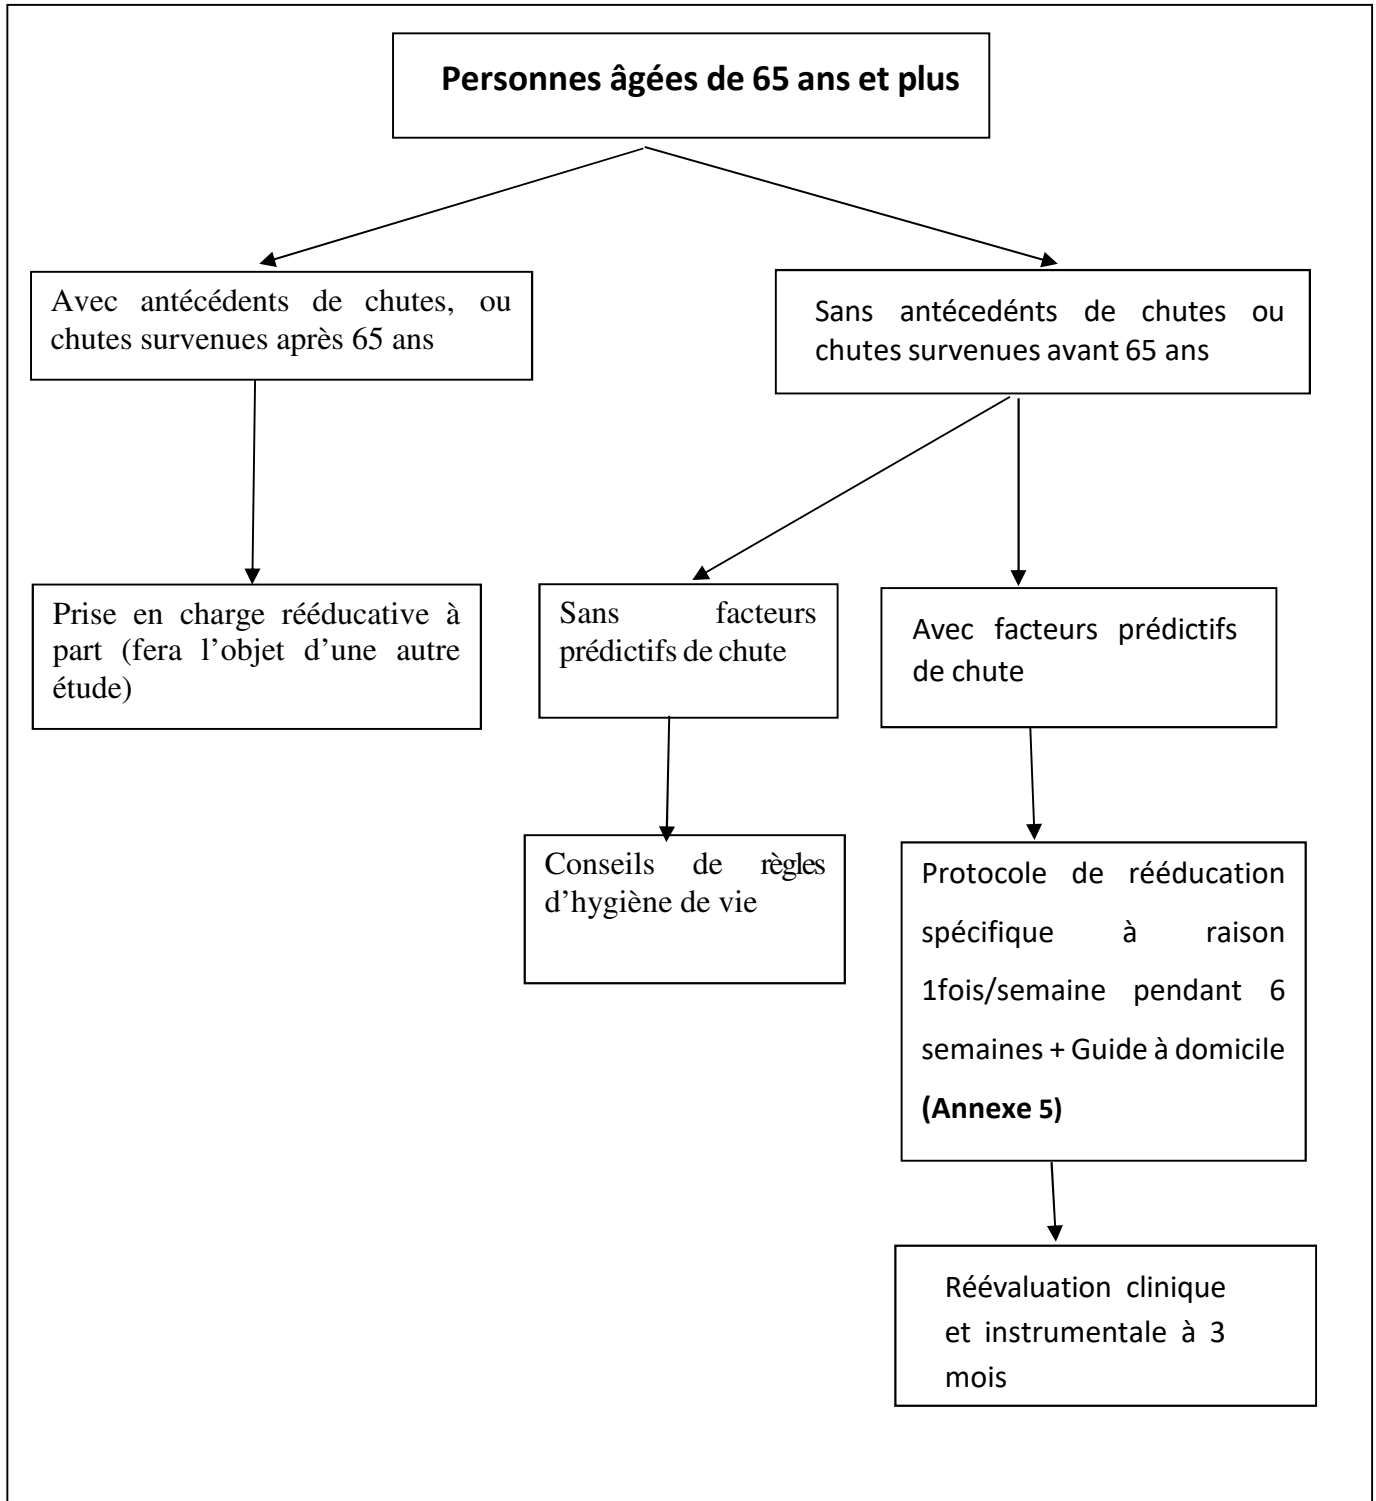 Personnes âgées de 65 ans et plus
Avec antécédents de chutes, ou
chutes survenues après 65 ans
Sans antécedénts de chutes ou
chutes survenues avant 65 ans
Prise en charge rééducative à
part (fera l’objet d’une autre
étude)
Sans facteurs
prédictifs de chute
Avec facteurs prédictifs
de chute
Conseils de règles
d’hygiène de vie
Protocole de rééducation
spécifique à raison
1fois/semaine pendant 6
semaines + Guide à domicile
(Annexe 5)
Réévaluation clinique
et instrumentale à 3
mois